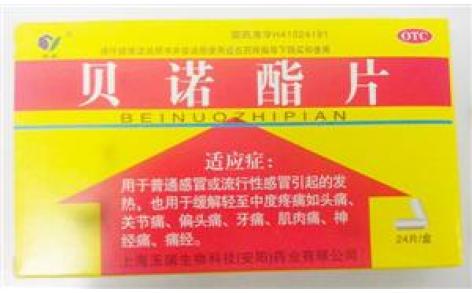 国药准字H41024191
请仔细阅读说明书并按说明使用或在药师指导下购买和使用
OTC
贝诺酯片
BEINUOZHIPIAN
适应症：
用于普通感冒或流行性感冒引起的发
热，也用于缓解轻至中度疼痛如头痛、
关节痛、偏头痛、牙痛、肌肉痛、神
经痛、痛经。
24片/盒
上海玉瑞生物科技(安阳)药业有限公司